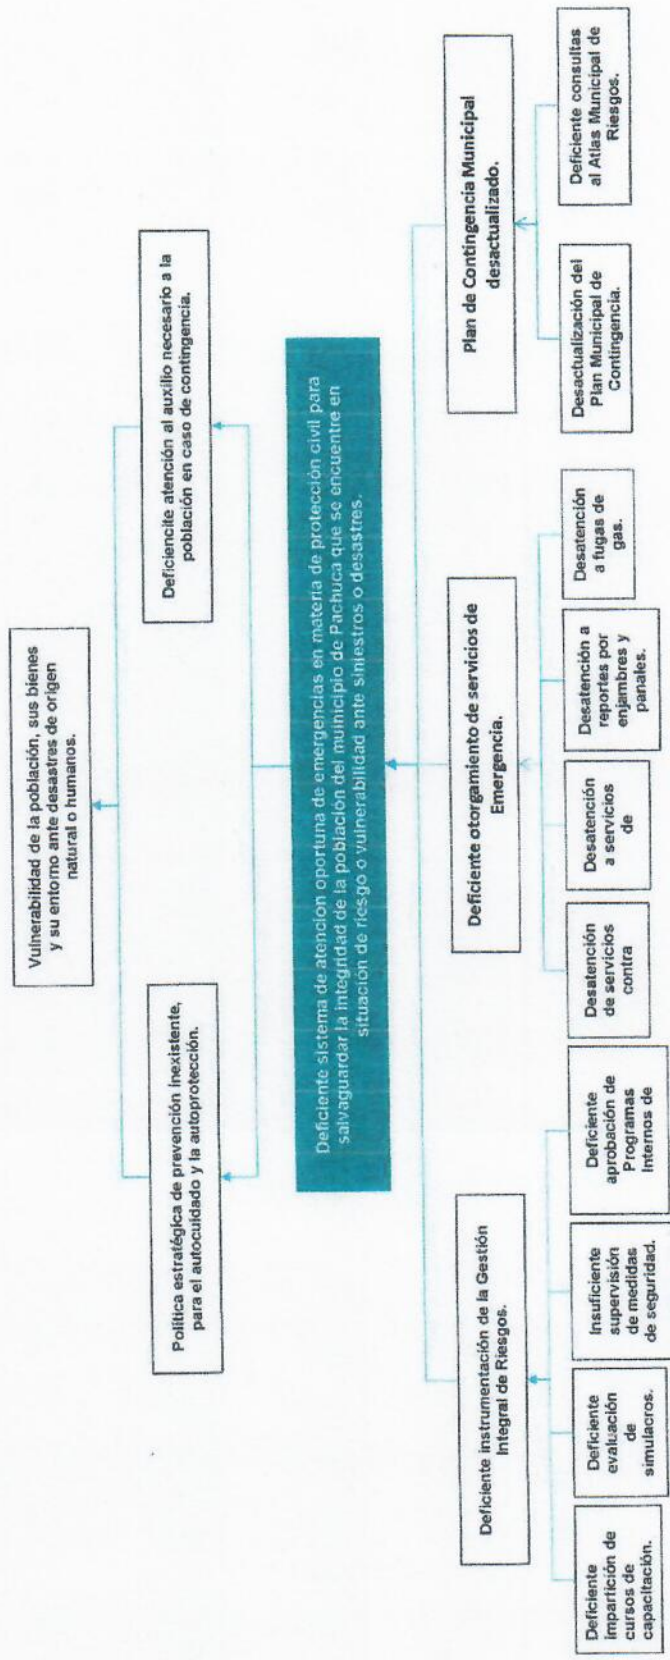 Vulnerabilidad de la población, sus bienes
y su entorno ante desastres de origen
natural o humanos.
Política estratégica de prevención inexistente,
para el autocuidado y la autoprotección.
Deficiencite atención al auxilio necesario a la
población en caso de contingencia.
Deficiente sistema de atención oportuna de emergencias en materia de protección civil para
salvaguardar la integridad de la población del muinicipio de Pachuca que se encuentre en
situación de riesgo o vulnerabilidad ante siniestros o desastres.
Deficiente instrumentación de la Gestión
Integral de Riesgos.
Deficiente otorgamiento de servicios de
Emergencia.
Plan de Contingencia Municipal
desactualizado.
Deficiente
impartición de
cursos de
capacitación.
Deficiente
evaluación
de
simulacros.
Insuficiente
supervisión
de medidas
de seguridad.
Deficiente
aprobación de
Programas
Internos de
Desatención
de servicios
contra
Desatención
a servicios
de
Desatención a
reportes por
enjambres y
panales.
Desatención
a fugas de
gas.
Desactualización del
Plan Municipal de
Contingencia.
Deficiente consultas
al Atlas Municipal de
Riesgos.